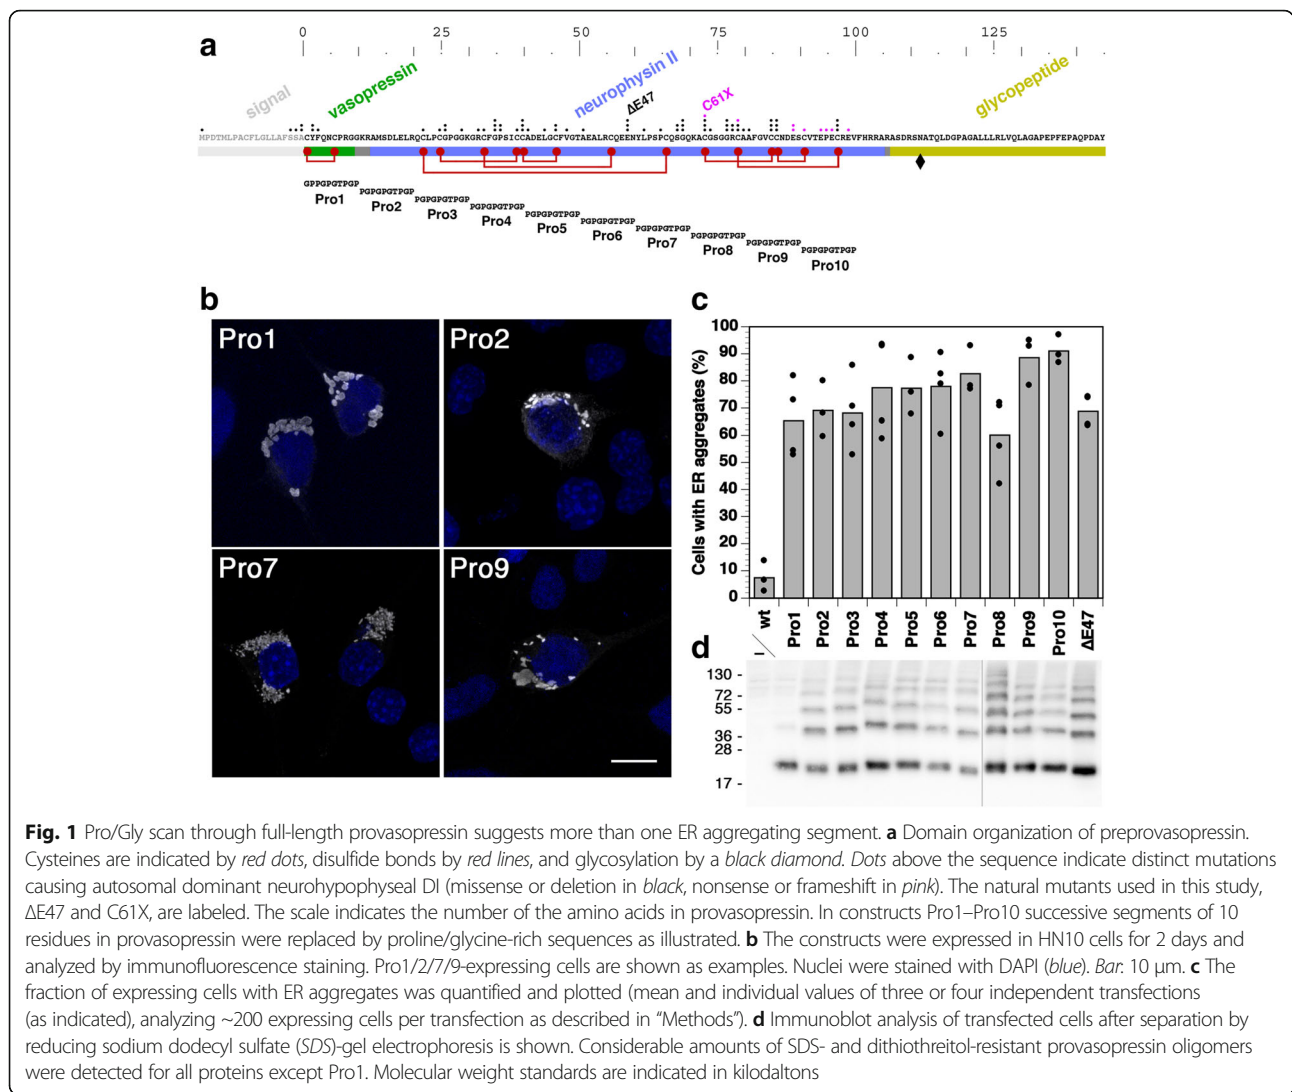 a
0 25 50 75 100 125
signal
vasopressin
neurophysin II
ΔE47
C61X
glycopeptide
MPDTMLPACFLGLLAFSSACYFQNCPRGGKRAMSDLELRQCLPCGPGGKGRCFGPSICCADELGCFVGTAEALRCQEENYLPSPCQSGQKACGSGGRCAAFGVCCNDESCVTEPECREVFHRRARASDRSNATQLDGPAGALLLRLVQLAGAPEPFEPAQPDAY
GPPGPGTPGP
Pro1
PGPGPGTPGP
Pro2
PGPGPGTPGP
Pro3
PGPGPGTPGP
Pro4
PGPGPGTPGP
Pro5
PGPGPGTPGP
Pro6
PGPGPGTPGP
Pro7
PGPGPGTPGP
Pro8
PGPGPGTPGP
Pro9
PGPGPGTPGP
Pro10
b
Pro1
Pro2
Pro7
Pro9
c
Cells with ER aggregates (%)
100
90
80
70
60
50
40
30
20
10
0
– wt Pro1 Pro2 Pro3 Pro4 Pro5 Pro6 Pro7 Pro8 Pro9 Pro10 ΔE47
d
130 -
72 -
55 -
36 -
28 -
17 -
Fig. 1 Pro/Gly scan through full-length provasopressin suggests more than one ER aggregating segment. a Domain organization of preprovasopressin.
Cysteines are indicated by red dots, disulfide bonds by red lines, and glycosylation by a black diamond. Dots above the sequence indicate distinct mutations
causing autosomal dominant neurohypophyseal DI (missense or deletion in black, nonsense or frameshift in pink). The natural mutants used in this study,
ΔE47 and C61X, are labeled. The scale indicates the number of the amino acids in provasopressin. In constructs Pro1–Pro10 successive segments of 10
residues in provasopressin were replaced by proline/glycine-rich sequences as illustrated. b The constructs were expressed in HN10 cells for 2 days and
analyzed by immunofluorescence staining. Pro1/2/7/9-expressing cells are shown as examples. Nuclei were stained with DAPI (blue). Bar: 10 μm. c The
fraction of expressing cells with ER aggregates was quantified and plotted (mean and individual values of three or four independent transfections
(as indicated), analyzing ~200 expressing cells per transfection as described in “Methods”). d Immunoblot analysis of transfected cells after separation by
reducing sodium dodecyl sulfate (SDS)-gel electrophoresis is shown. Considerable amounts of SDS- and dithiothreitol-resistant provasopressin oligomers
were detected for all proteins except Pro1. Molecular weight standards are indicated in kilodaltons